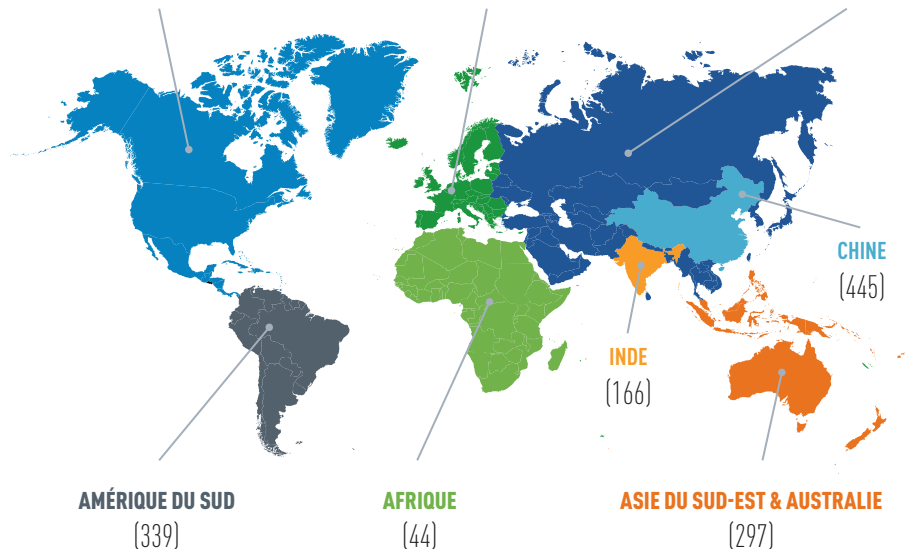 CHINE
(445)
INDE
(166)
AMÉRIQUE DU SUD
(339)
AFRIQUE
(44)
ASIE DU SUD-EST & AUSTRALIE
(297)